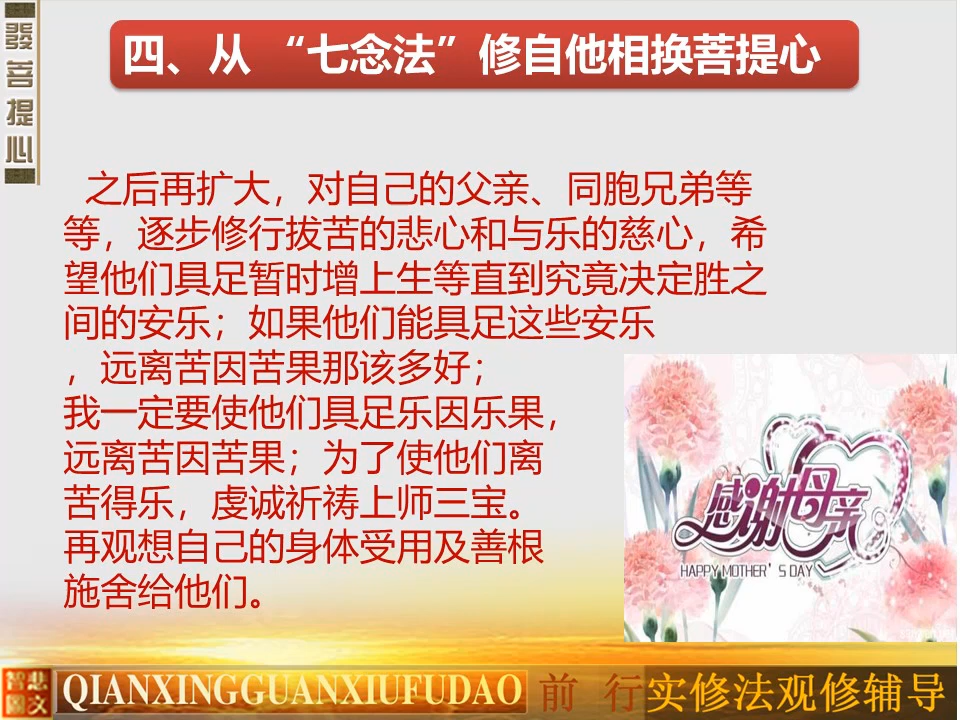 發菩提心
四、从 “七念法”修自他相换菩提心
之后再扩大，对自己的父亲、同胞兄弟等
等，逐步修行拔苦的悲心和与乐的慈心，希
望他们具足暂时增上生等直到究竟决定胜之
间的安乐；如果他们能具足这些安乐
，远离苦因苦果那该多好；
我一定要使他们具足乐因乐果，
远离苦因苦果；为了使他们离
苦得乐，虔诚祈祷上师三宝。
再观想自己的身体受用及善根
施舍给他们。
感谢母亲
HAPPY MOTHER'S DAY
QIANXINGGUANXIUFUDAO 前 行 实修法观修辅导